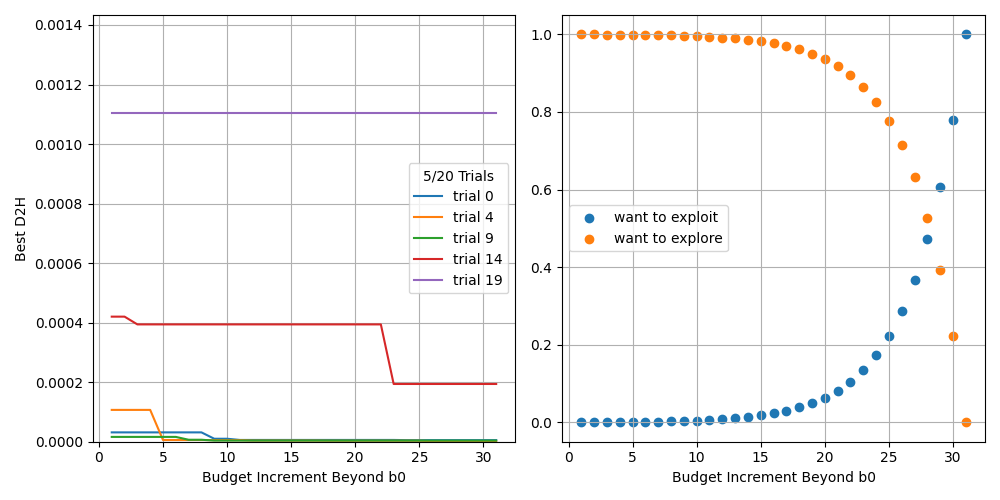 0.0014
0.0012
0.0010
0.0008
0.0006
0.0004
0.0002
0.0000
Best D2H
5/20 Trials
trial 0
trial 4
trial 9
trial 14
trial 19
0 5 10 15 20 25 30
Budget Increment Beyond b0
1.0
0.8
0.6
0.4
0.2
0.0
want to exploit
want to explore
0 5 10 15 20 25 30
Budget Increment Beyond b0